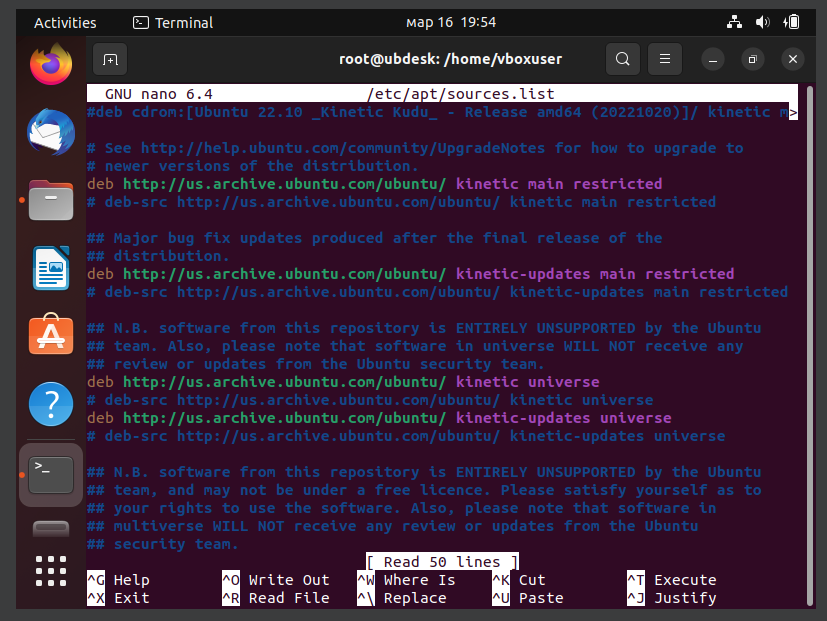 Activities
Terminal
мар 16 19:54
root@ubdesk: /home/vboxuser
GNU nano 6.4 /etc/apt/sources.list
#deb cdrom:[Ubuntu 22.10 _Kinetic Kudu_ - Release amd64 (20221020)]/ kinetic m>
# See http://help.ubuntu.com/community/UpgradeNotes for how to upgrade to
# newer versions of the distribution.
deb http://us.archive.ubuntu.com/ubuntu/ kinetic main restricted
# deb-src http://us.archive.ubuntu.com/ubuntu/ kinetic main restricted
## Major bug fix updates produced after the final release of the
## distribution.
deb http://us.archive.ubuntu.com/ubuntu/ kinetic-updates main restricted
# deb-src http://us.archive.ubuntu.com/ubuntu/ kinetic-updates main restricted
## N.B. software from this repository is ENTIRELY UNSUPPORTED by the Ubuntu
## team. Also, please note that software in universe WILL NOT receive any
## review or updates from the Ubuntu security team.
deb http://us.archive.ubuntu.com/ubuntu/ kinetic universe
# deb-src http://us.archive.ubuntu.com/ubuntu/ kinetic universe
deb http://us.archive.ubuntu.com/ubuntu/ kinetic-updates universe
# deb-src http://us.archive.ubuntu.com/ubuntu/ kinetic-updates universe
## N.B. software from this repository is ENTIRELY UNSUPPORTED by the Ubuntu
## team, and may not be under a free licence. Please satisfy yourself as to
## your rights to use the software. Also, please note that software in
## multiverse WILL NOT receive any review or updates from the Ubuntu
## security team.
[ Read 50 lines ]
^G Help ^O Write Out ^W Where Is ^K Cut ^T Execute
^X Exit ^R Read File ^\ Replace ^U Paste ^J Justify